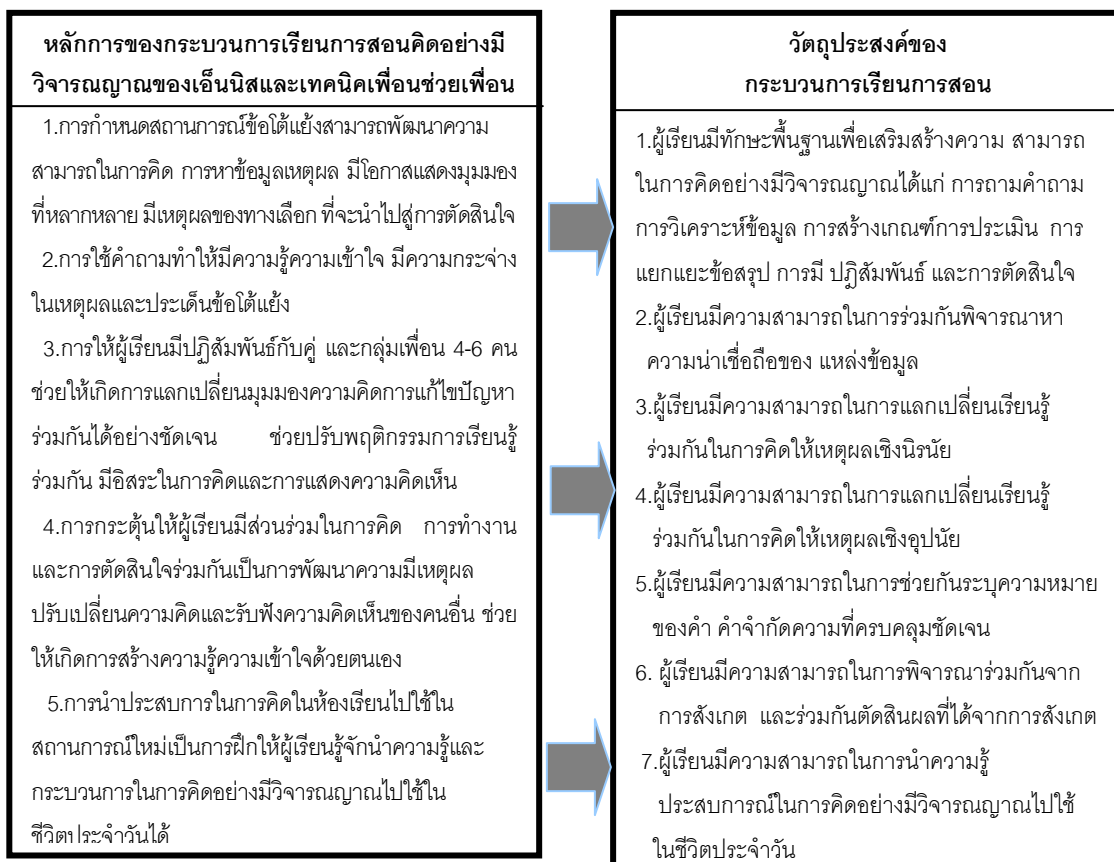 หลักการของกระบวนการเรียนการสอนคิดอย่างมี
วิจารณญาณของเอ็นนิสและเทคนิคเพื่อนช่วยเพื่อน
1.การกำหนดสถานการณ์ข้อโต้แย้งสามารถพัฒนาความ
สามารถในการคิด การหาข้อมูลเหตุผล มีโอกาสแสดงมุมมอง
ที่หลากหลาย มีเหตุผลของทางเลือก ที่จะนำไปสู่การตัดสินใจ
2.การใช้คำถามทำให้มีความรู้ความเข้าใจ มีความกระจ่าง
ในเหตุผลและประเด็นข้อโต้แย้ง
3.การให้ผู้เรียนมีปฏิสัมพันธ์กับคู่ และกลุ่มเพื่อน 4-6 คน
ช่วยให้เกิดการแลกเปลี่ยนมุมมองความคิดการแก้ไขปัญหา
ร่วมกันได้อย่างชัดเจน ช่วยปรับพฤติกรรมการเรียนรู้
ร่วมกัน มีอิสระในการคิดและการแสดงความคิดเห็น
4.การกระตุ้นให้ผู้เรียนมีส่วนร่วมในการคิด การทำงาน
และการตัดสินใจร่วมกันเป็นการพัฒนาความมีเหตุผล
ปรับเปลี่ยนความคิดและรับฟังความคิดเห็นของคนอื่น ช่วย
ให้เกิดการสร้างความรู้ความเข้าใจด้วยตนเอง
5.การนำประสบการในการคิดในห้องเรียนไปใช้ใน
สถานการณ์ใหม่เป็นการฝึกให้ผู้เรียนรู้จักนำความรู้และ
กระบวนการในการคิดอย่างมีวิจารณญาณไปใช้ใน
ชีวิตประจำวันได้
วัตถุประสงค์ของ
กระบวนการเรียนการสอน
1.ผู้เรียนมีทักษะพื้นฐานเพื่อเสริมสร้างความ สามารถ
ในการคิดอย่างมีวิจารณญาณได้แก่ การถามคำถาม
การวิเคราะห์ข้อมูล การสร้างเกณฑ์การประเมิน การ
แยกแยะข้อสรุป การมี ปฏิสัมพันธ์ และการตัดสินใจ
2.ผู้เรียนมีความสามารถในการร่วมกันพิจารณาหา
ความน่าเชื่อถือของ แหล่งข้อมูล
3.ผู้เรียนมีความสามารถในการแลกเปลี่ยนเรียนรู้
ร่วมกันในการคิดให้เหตุผลเชิงนิรนัย
4.ผู้เรียนมีความสามารถในการแลกเปลี่ยนเรียนรู้
ร่วมกันในการคิดให้เหตุผลเชิงอุปนัย
5.ผู้เรียนมีความสามารถในการช่วยกันระบุความหมาย
ของคำ คำจำกัดความที่ครบคลุมชัดเจน
6. ผู้เรียนมีความสามารถในการพิจารณาร่วมกันจาก
การสังเกต และร่วมกันตัดสินผลที่ได้จากการสังเกต
7.ผู้เรียนมีความสามารถในการนำความรู้
ประสบการณ์ในการคิดอย่างมีวิจารณญาณไปใช้
ในชีวิตประจำวัน